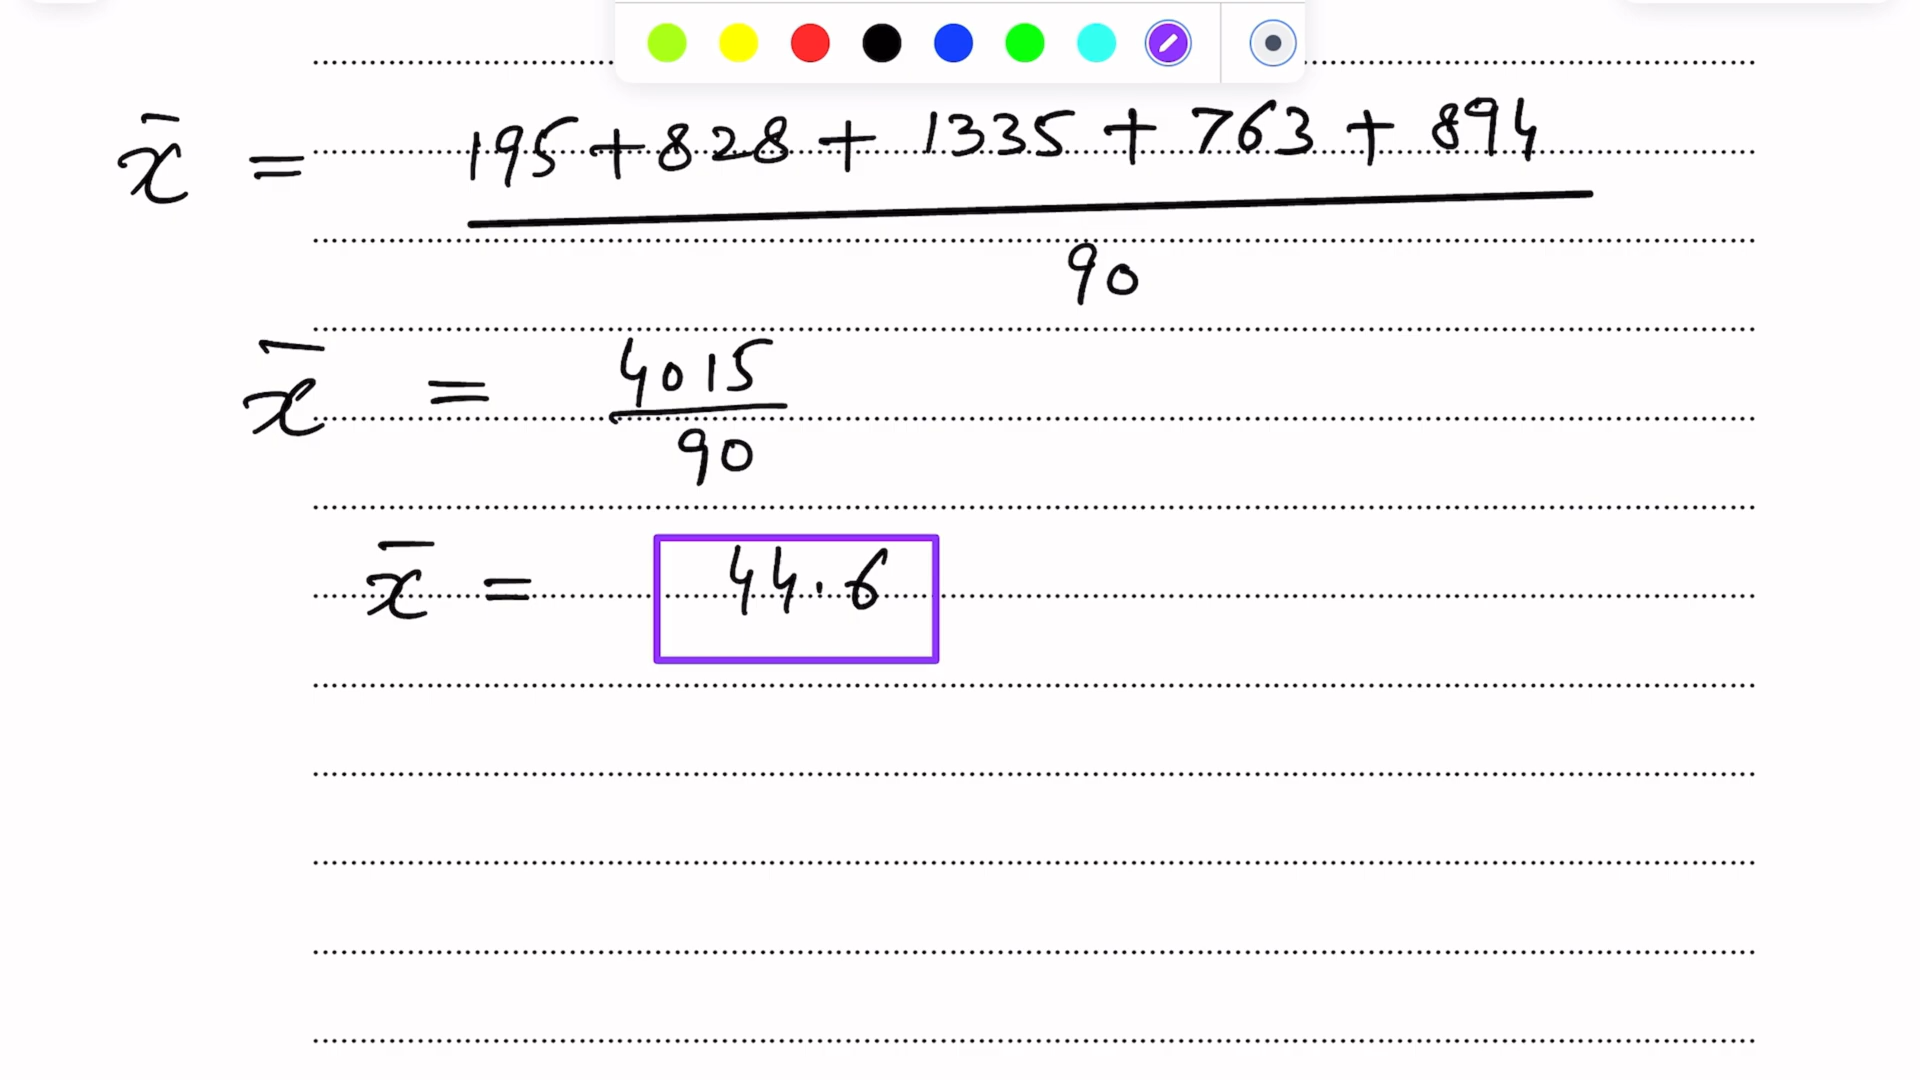 x̄ = 195 + 828 + 1335 + 763 + 894
90
x̄ = 4015
90
x̄ = 44.6